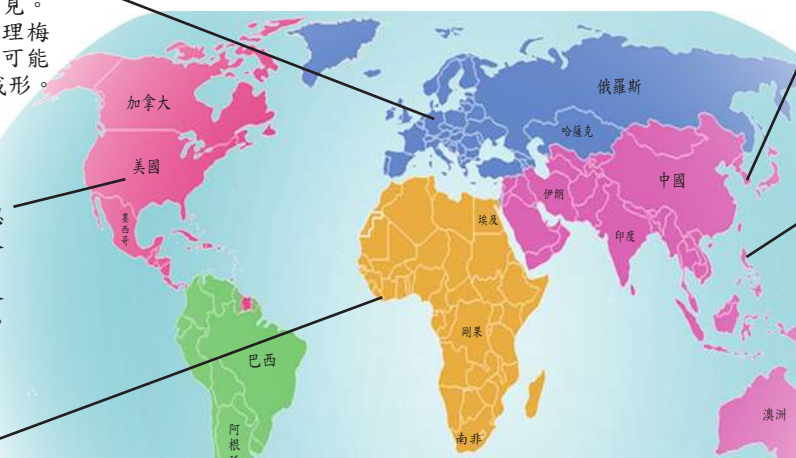 見。
理梅
可能
成形。
加拿大
美國
墨西哥
巴西
阿根
俄羅斯
哈薩克
中國
伊朗
印度
埃及
剛果
南非
澳洲